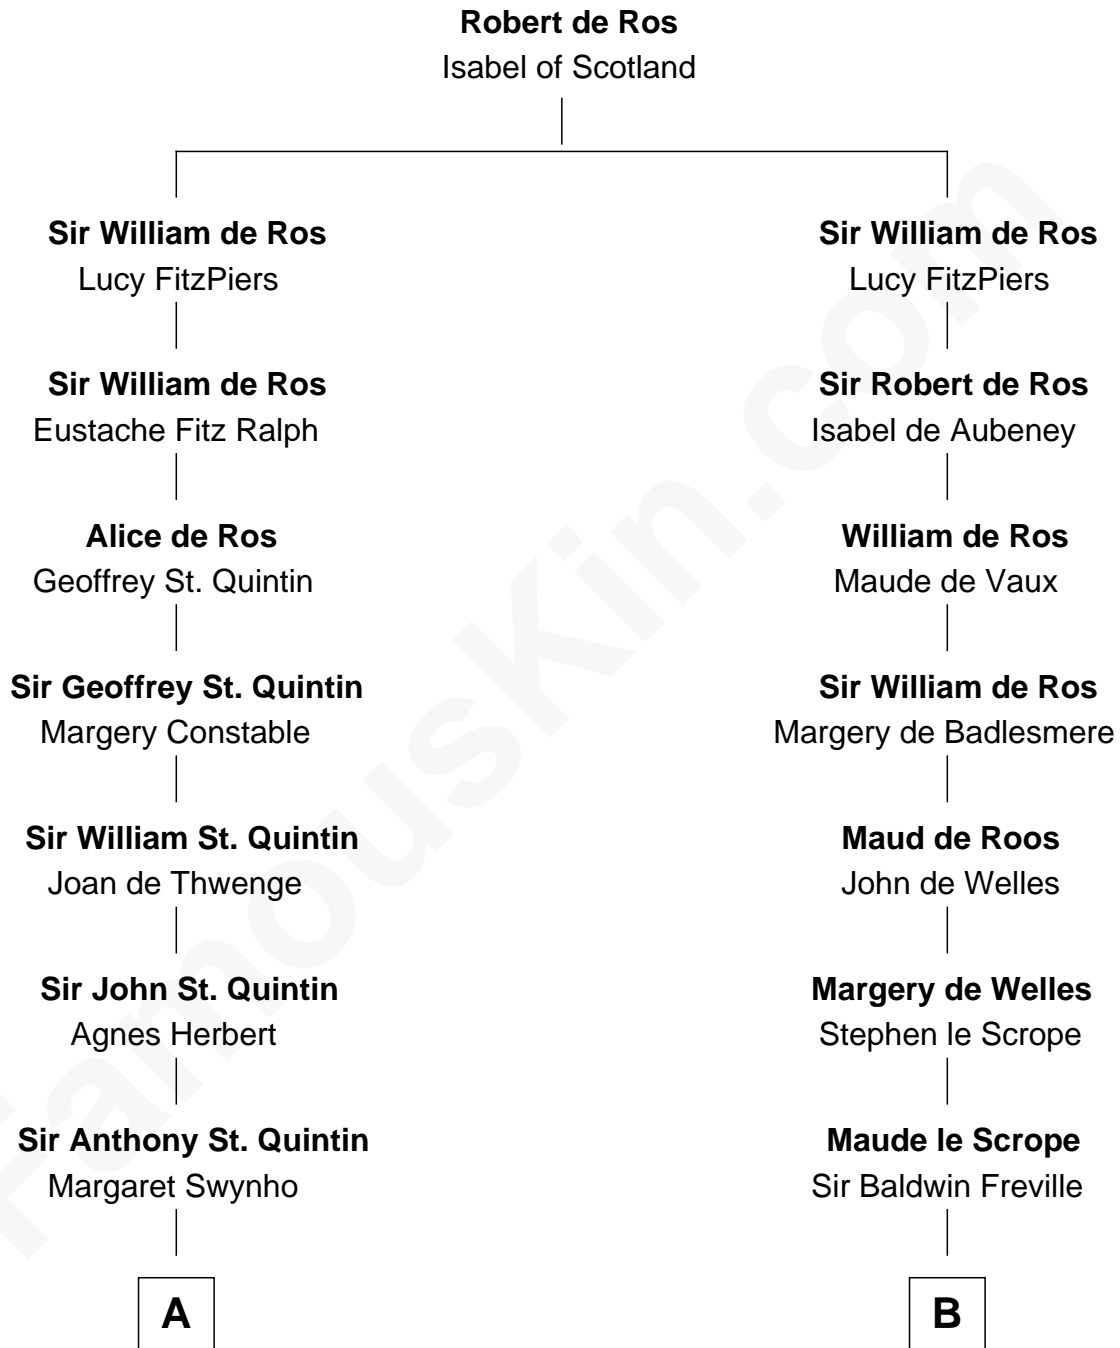 Robert de Ros
Isabel of Scotland
Sir William de Ros
Lucy FitzPiers
Sir William de Ros
Lucy FitzPiers
Sir William de Ros
Eustache Fitz Ralph
Sir Robert de Ros
Isabel de Aubeney
Alice de Ros
Geoffrey St. Quintin
William de Ros
Maude de Vaux
Sir Geoffrey St. Quintin
Margery Constable
Sir William de Ros
Margery de Badlesmere
Sir William St. Quintin
Joan de Thwenge
Maud de Roos
John de Welles
Sir John St. Quintin
Agnes Herbert
Margery de Welles
Stephen le Scrope
Sir Anthony St. Quintin
Margaret Swynho
Maude le Scrope
Sir Baldwin Freville
A
B
FamousKin.com